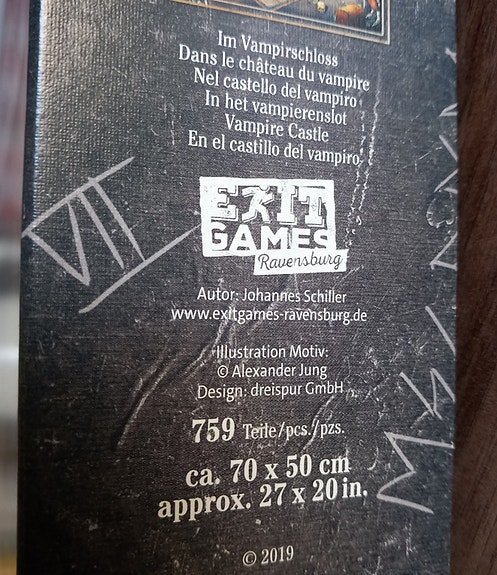 Im Vampirschloss
Dans le château du vampire
Nel castello del vampiro
In het vampierenslot
Vampire Castle
En el castillo del vampiro
VII
EXIT
GAMES
Ravensburg
Autor: Johannes Schiller
www.exitgames-ravensburg.de
Illustration Motiv:
© Alexander Jung
Design: dreispur GmbH
759 Teile/pcs./pzs.
ca. 70 x 50 cm
approx. 27 x 20 in.
© 2019